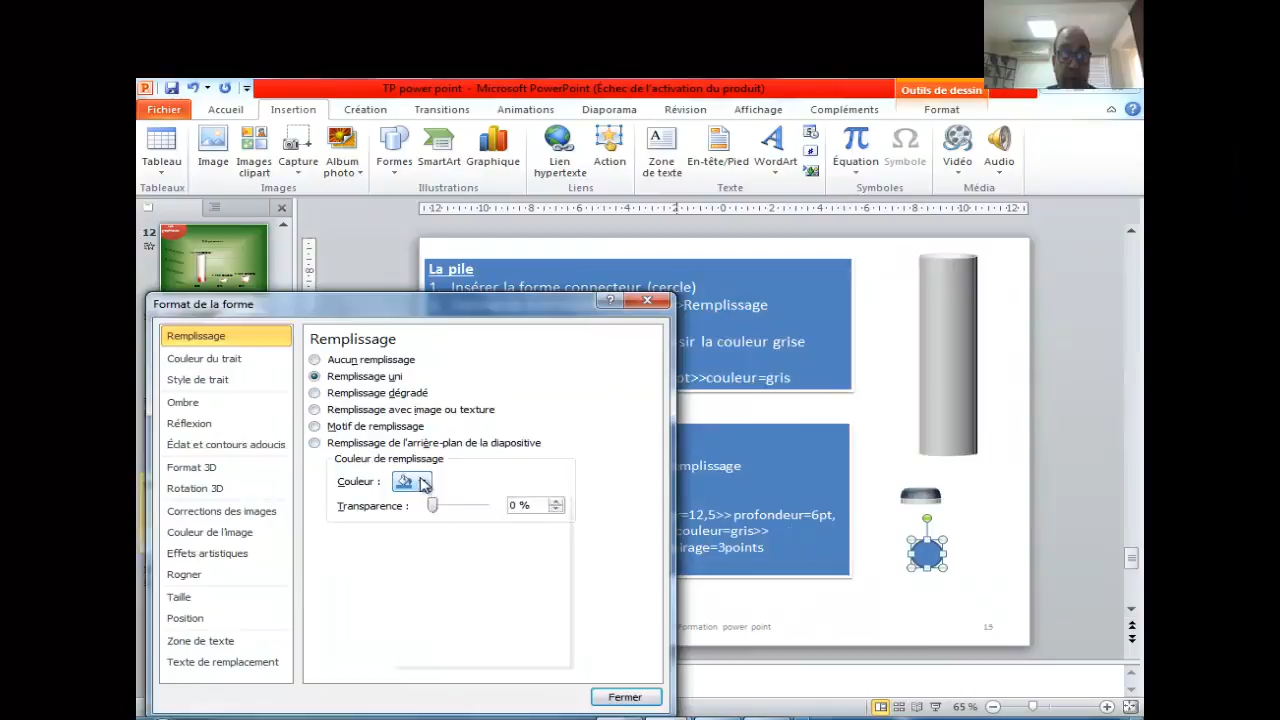 TP power point - Microsoft PowerPoint (Échec de l'activation du produit)
Outils de dessin
Fichier Accueil Insertion Création Transitions Animations Diaporama Révision Affichage Compléments Format
Tableau Image Images clipart Capture Album photo Formes SmartArt Graphique Lien hypertexte Action Zone de texte En-tête/Pied WordArt Équation Symbole Vidéo Audio
Tableaux Images Illustrations Liens Texte Symboles Média
12
La pile
1. Insérer la forme connecteur (cercle)
>Remplissage
sir la couleur grise
pt>>couleur=gris
emplissage
r=12,5>> profondeur=6pt,
couleur=gris>>
airage=3points
formation power point
15
Format de la forme
Remplissage
Couleur du trait
Style de trait
Ombre
Réflexion
Éclat et contours adoucis
Format 3D
Rotation 3D
Corrections des images
Couleur de l'image
Effets artistiques
Rogner
Taille
Position
Zone de texte
Texte de remplacement
Remplissage
Aucun remplissage
Remplissage uni
Remplissage dégradé
Remplissage avec image ou texture
Motif de remplissage
Remplissage de l'arrière-plan de la diapositive
Couleur de remplissage
Couleur :
Transparence : 0 %
Fermer
65 %